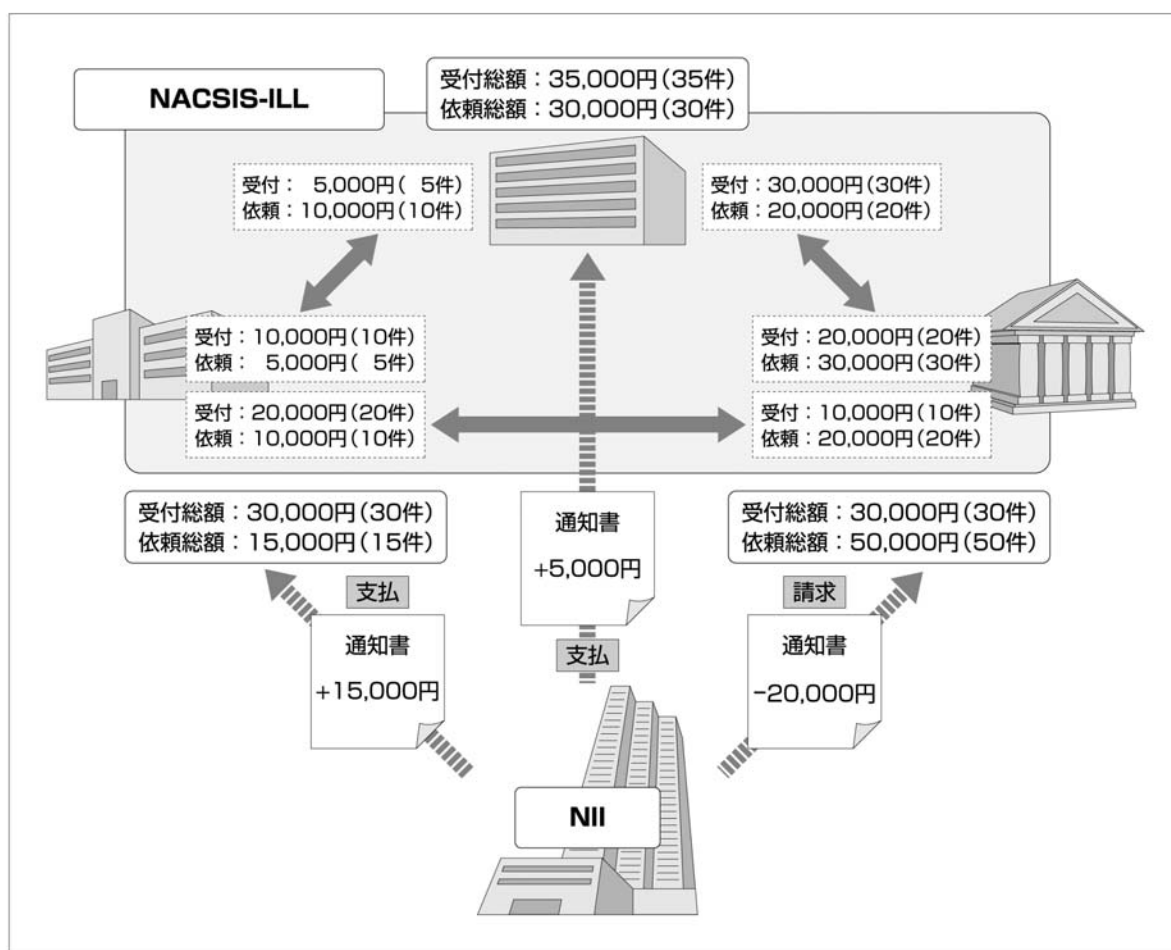 NACSIS-ILL
受付総額：35,000円(35件)
依頼総額：30,000円(30件)
受付： 5,000円( 5件)
依頼：10,000円(10件)
受付：30,000円(30件)
依頼：20,000円(20件)
受付：10,000円(10件)
依頼： 5,000円( 5件)
受付：20,000円(20件)
依頼：30,000円(30件)
受付：20,000円(20件)
依頼：10,000円(10件)
受付：10,000円(10件)
依頼：20,000円(20件)
受付総額：30,000円(30件)
依頼総額：15,000円(15件)
通知書
+5,000円
受付総額：30,000円(30件)
依頼総額：50,000円(50件)
支払
通知書
+15,000円
支払
請求
通知書
−20,000円
NII